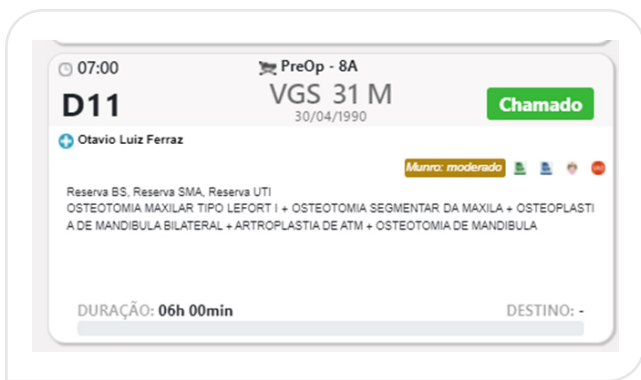 07:00 PreOp - 8A
D11 VGS 31 M Chamado
30/04/1990
Otavio Luiz Ferraz
Munro: moderado
Reserva BS, Reserva SMA, Reserva UTI
OSTEOTOMIA MAXILAR TIPO LEFORT I + OSTEOTOMIA SEGMENTAR DA MAXILA + OSTEOPLASTI
A DE MANDIBULA BILATERAL + ARTROPLASTIA DE ATM + OSTEOTOMIA DE MANDIBULA
DURAÇÃO: 06h 00min DESTINO: -